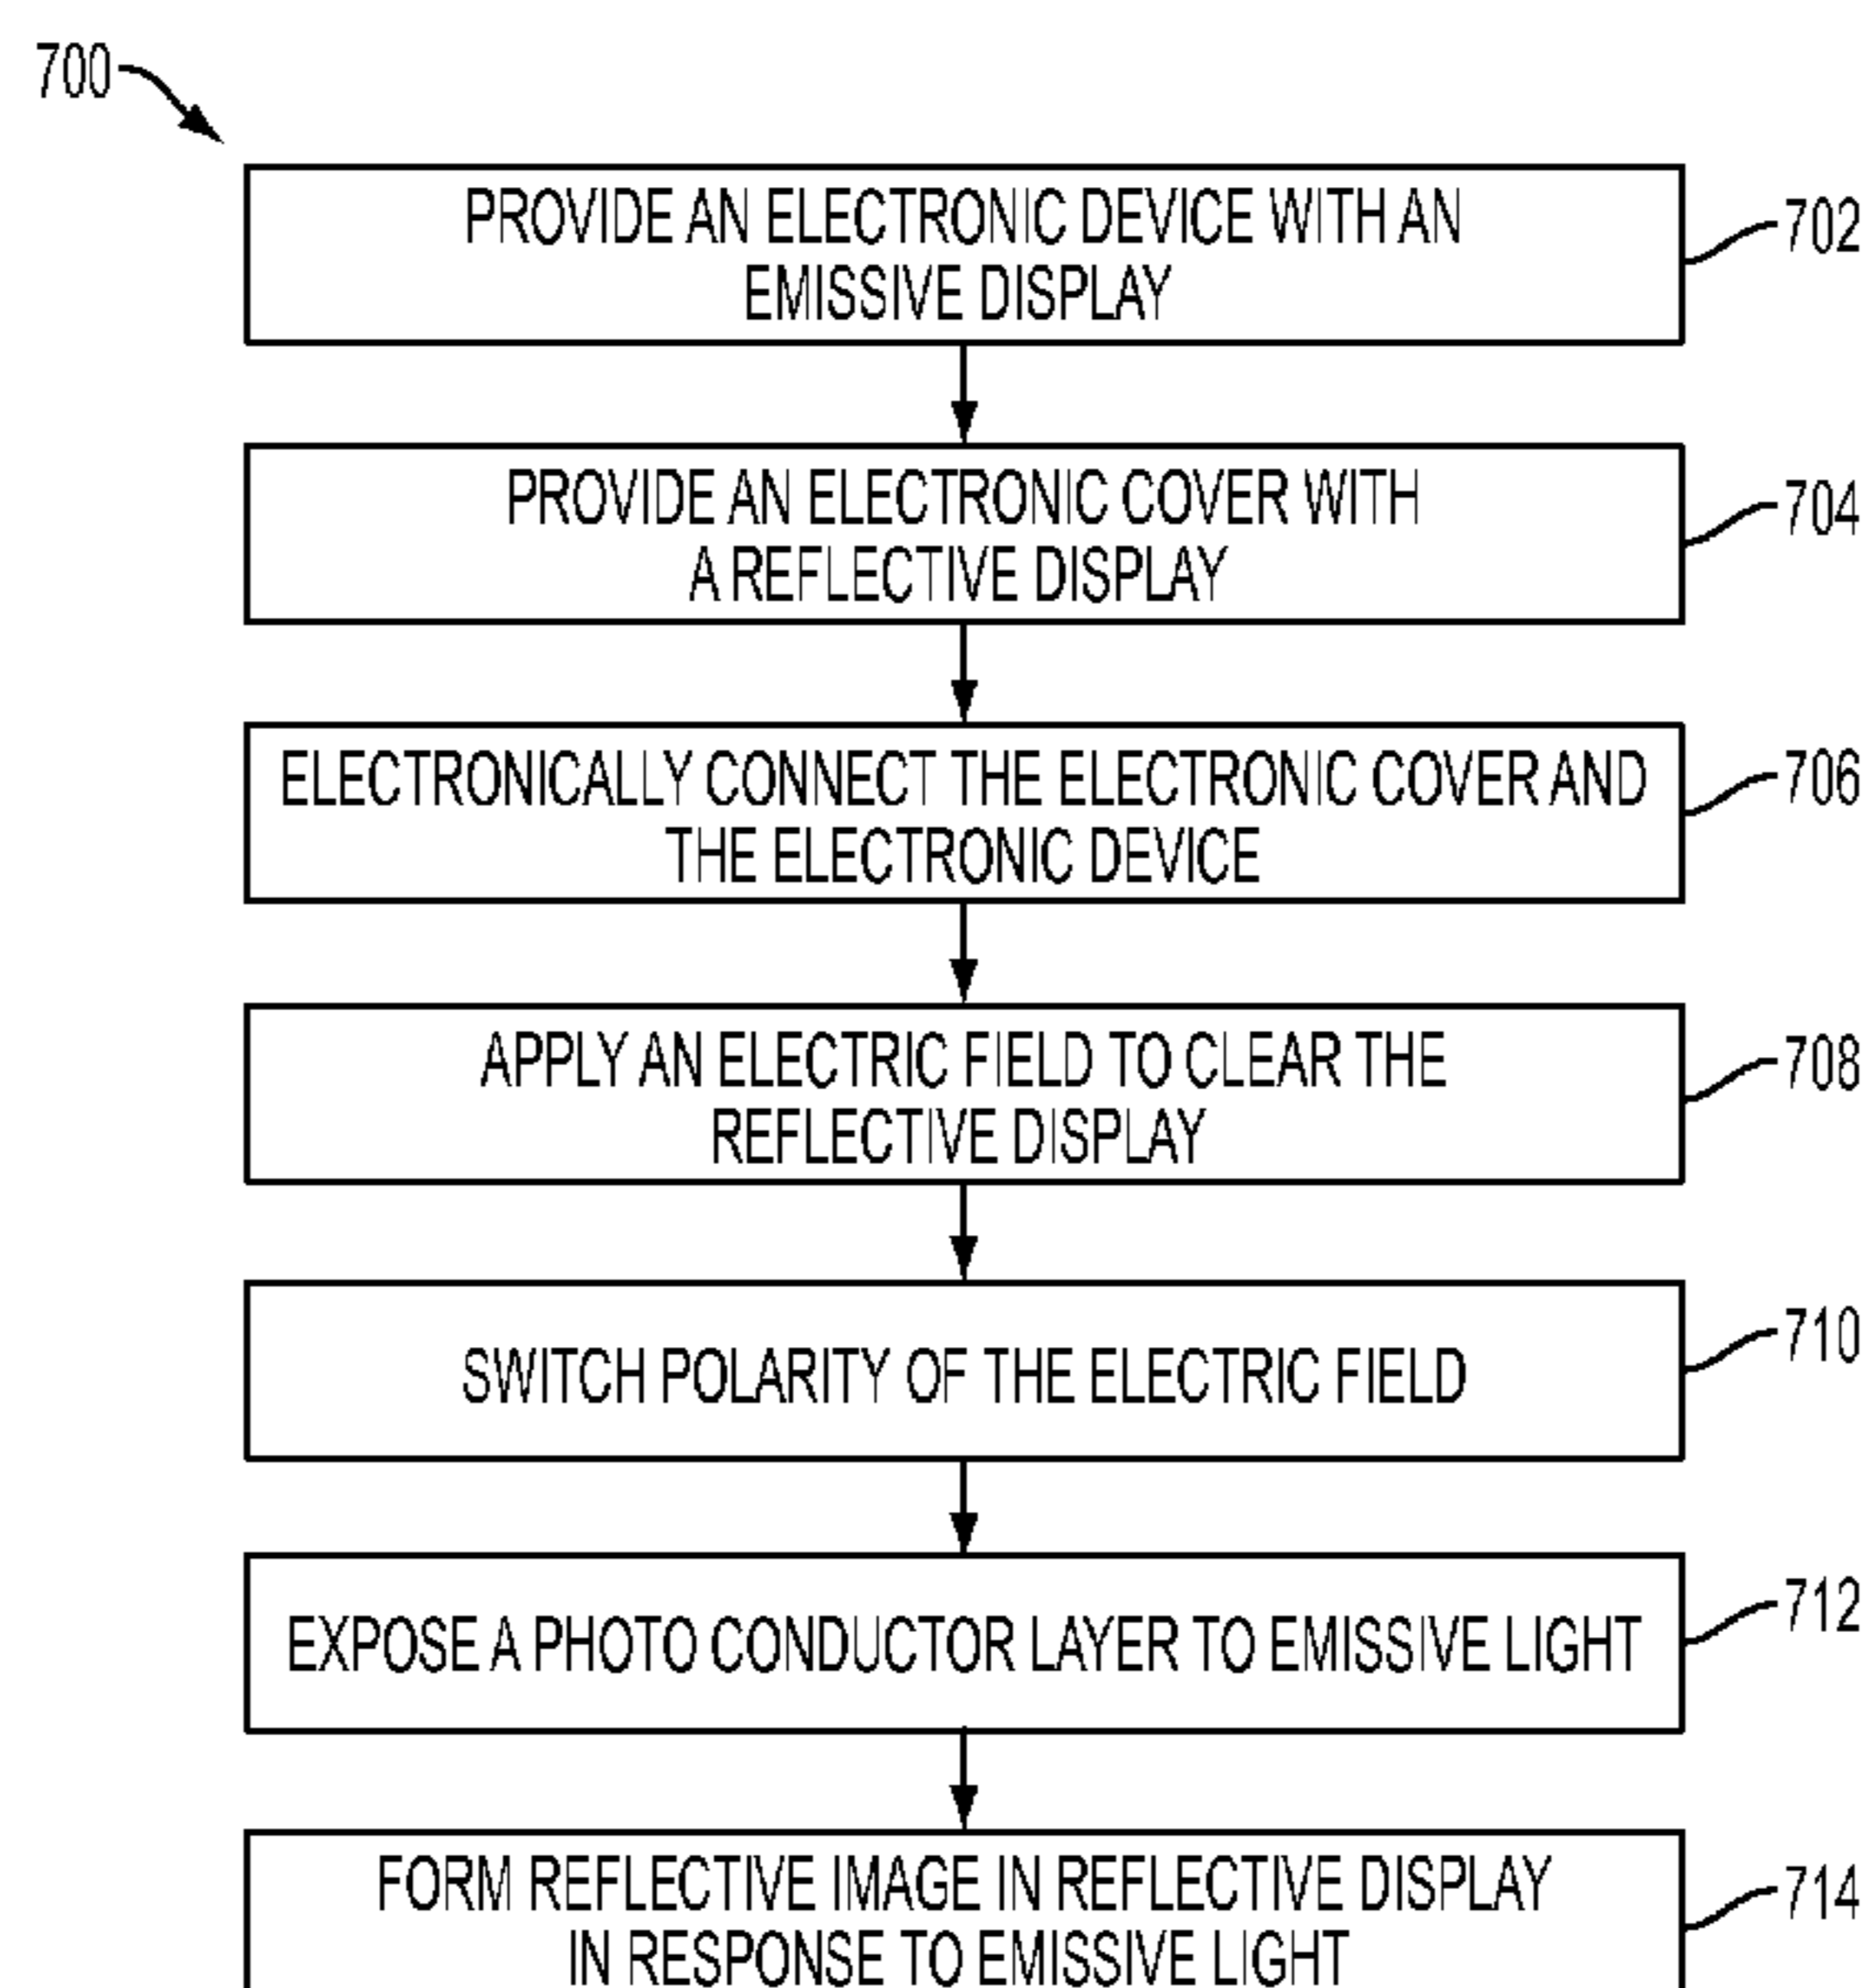 700
PROVIDE AN ELECTRONIC DEVICE WITH AN
EMISSIVE DISPLAY
702
PROVIDE AN ELECTRONIC COVER WITH
A REFLECTIVE DISPLAY
704
ELECTRONICALLY CONNECT THE ELECTRONIC COVER AND
THE ELECTRONIC DEVICE
706
APPLY AN ELECTRIC FIELD TO CLEAR THE
REFLECTIVE DISPLAY
708
SWITCH POLARITY OF THE ELECTRIC FIELD
710
EXPOSE A PHOTO CONDUCTOR LAYER TO EMISSIVE LIGHT
712
FORM REFLECTIVE IMAGE IN REFLECTIVE DISPLAY
IN RESPONSE TO EMISSIVE LIGHT
714